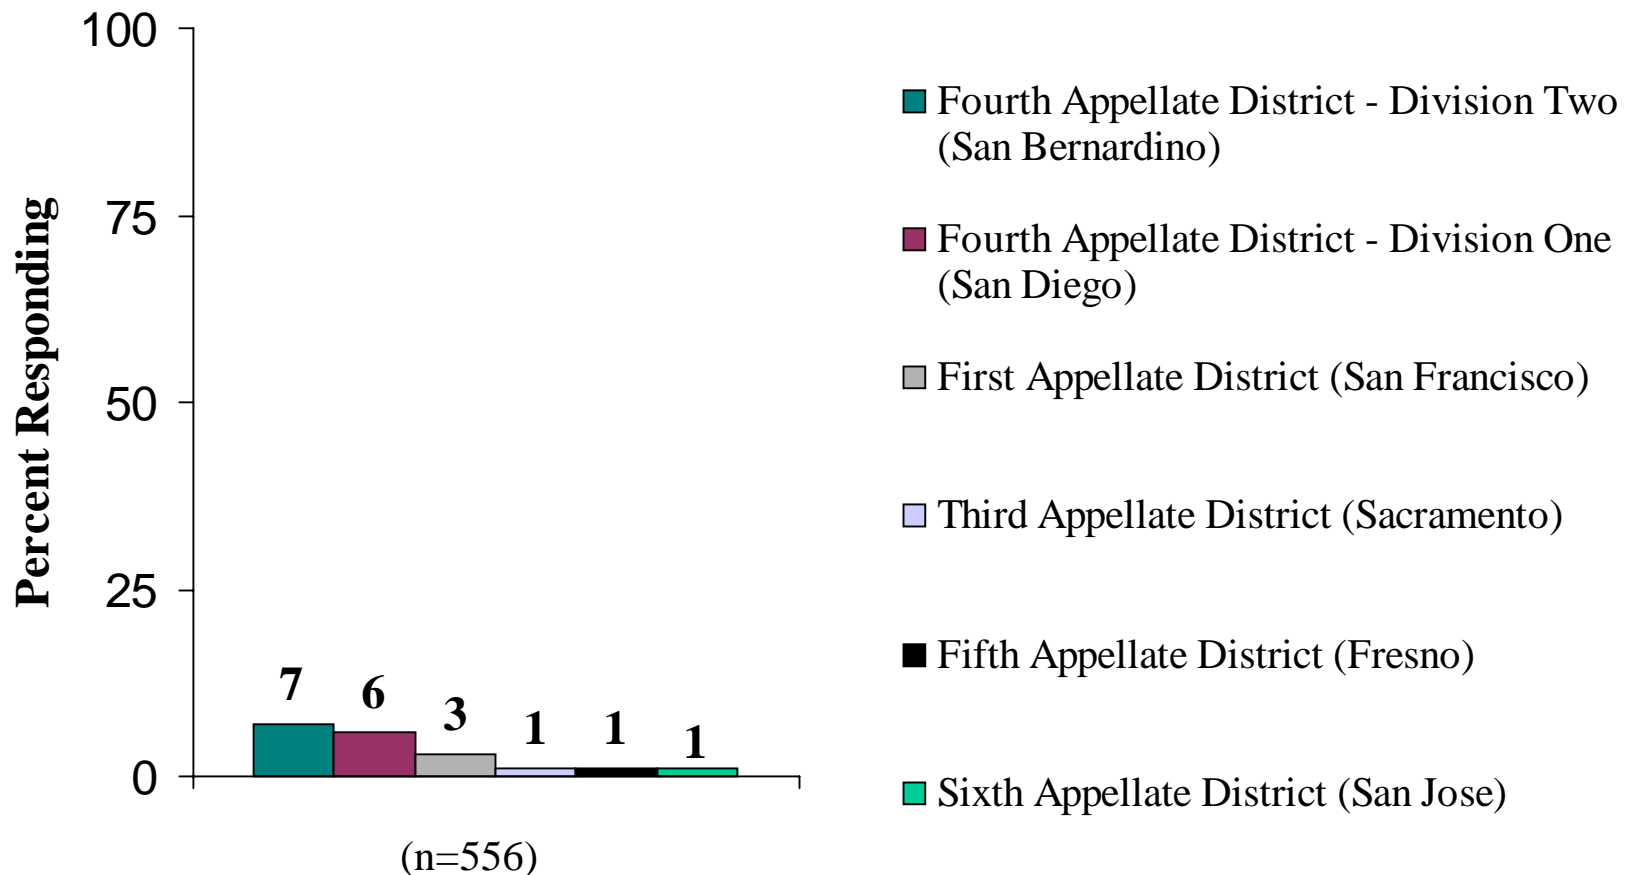 Percent Responding
100
75
50
25
0
7
6
3
1
1
1
(n=556)
Fourth Appellate District - Division Two
(San Bernardino)
Fourth Appellate District - Division One
(San Diego)
First Appellate District (San Francisco)
Third Appellate District (Sacramento)
Fifth Appellate District (Fresno)
Sixth Appellate District (San Jose)